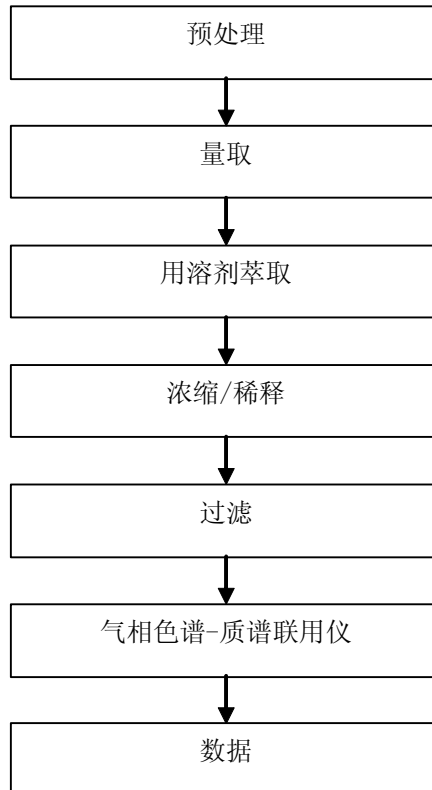 预处理
量取
用溶剂萃取
浓缩/稀释
过滤
气相色谱-质谱联用仪
数据